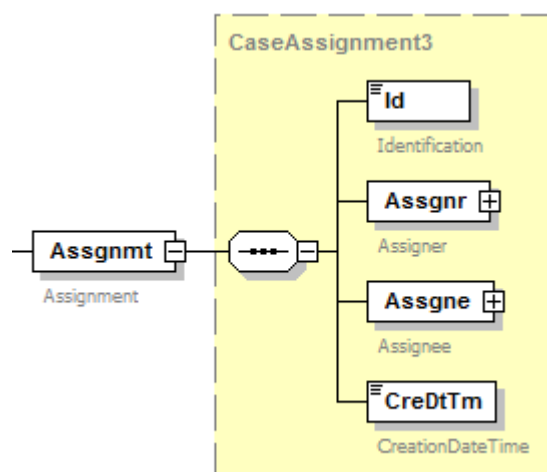 CaseAssignment3
Id
Identification
Assgnr
Assigner
Assgnmt
Assignment
Assgne
Assignee
CreDtTm
CreationDateTime